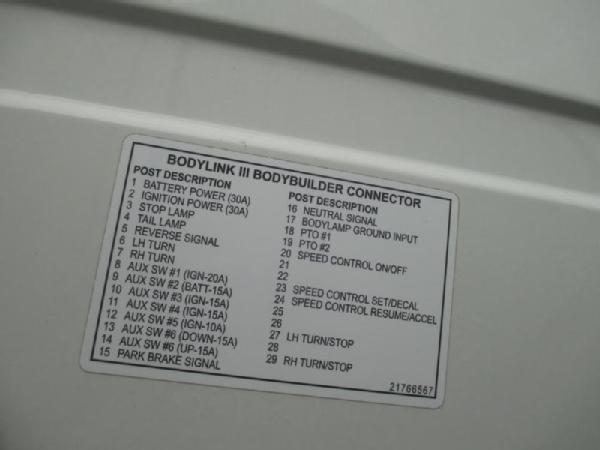 BODYLINK III BODYBUILDER CONNECTOR
POST DESCRIPTION
1 BATTERY POWER (30A)
2 IGNITION POWER (30A)
3 STOP LAMP
4 TAIL LAMP
5 REVERSE SIGNAL
6 LH TURN
7 RH TURN
8 AUX SW #1 (IGN-20A)
9 AUX SW #2 (BATT-15A)
10 AUX SW #3 (IGN-15A)
11 AUX SW #4 (IGN-15A)
12 AUX SW #5 (IGN-10A)
13 AUX SW #6 (DOWN-15A)
14 AUX SW #6 (UP-15A)
15 PARK BRAKE SIGNAL
POST DESCRIPTION
16 NEUTRAL SIGNAL
17 BODYLAMP GROUND INPUT
18 PTO #1
19 PTO #2
20 SPEED CONTROL ON/OFF
21
22
23 SPEED CONTROL SET/DECAL
24 SPEED CONTROL RESUME/ACCEL
25
26
27 LH TURN/STOP
28
29 RH TURN/STOP
21766567